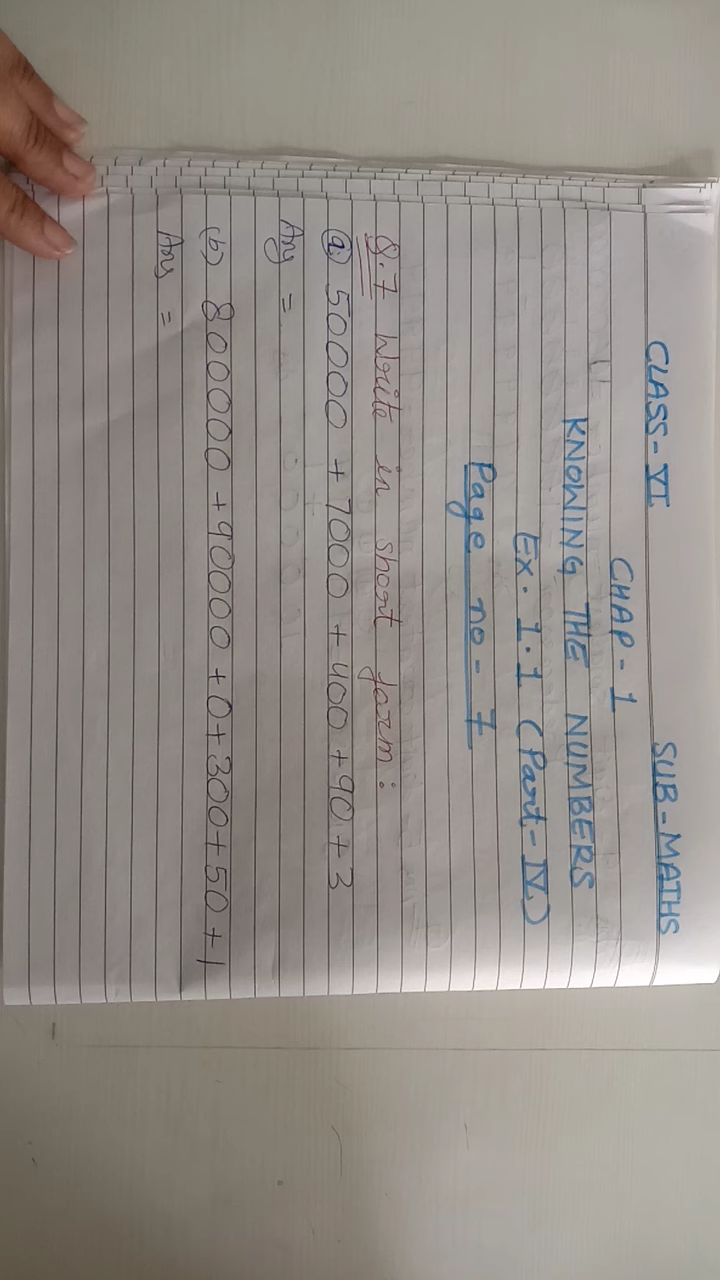 CLASS-VI SUB-MATHS
CHAP-1
KNOWING THE NUMBERS
Ex. 1.1 (Part-IV)
Page no- 7
Q.7 Write in short form:
(a) 50000 + 7000 + 400 + 90 + 3
Ans =
(b) 800000 + 90000 + 0 + 300 + 50 + 1
Ans =